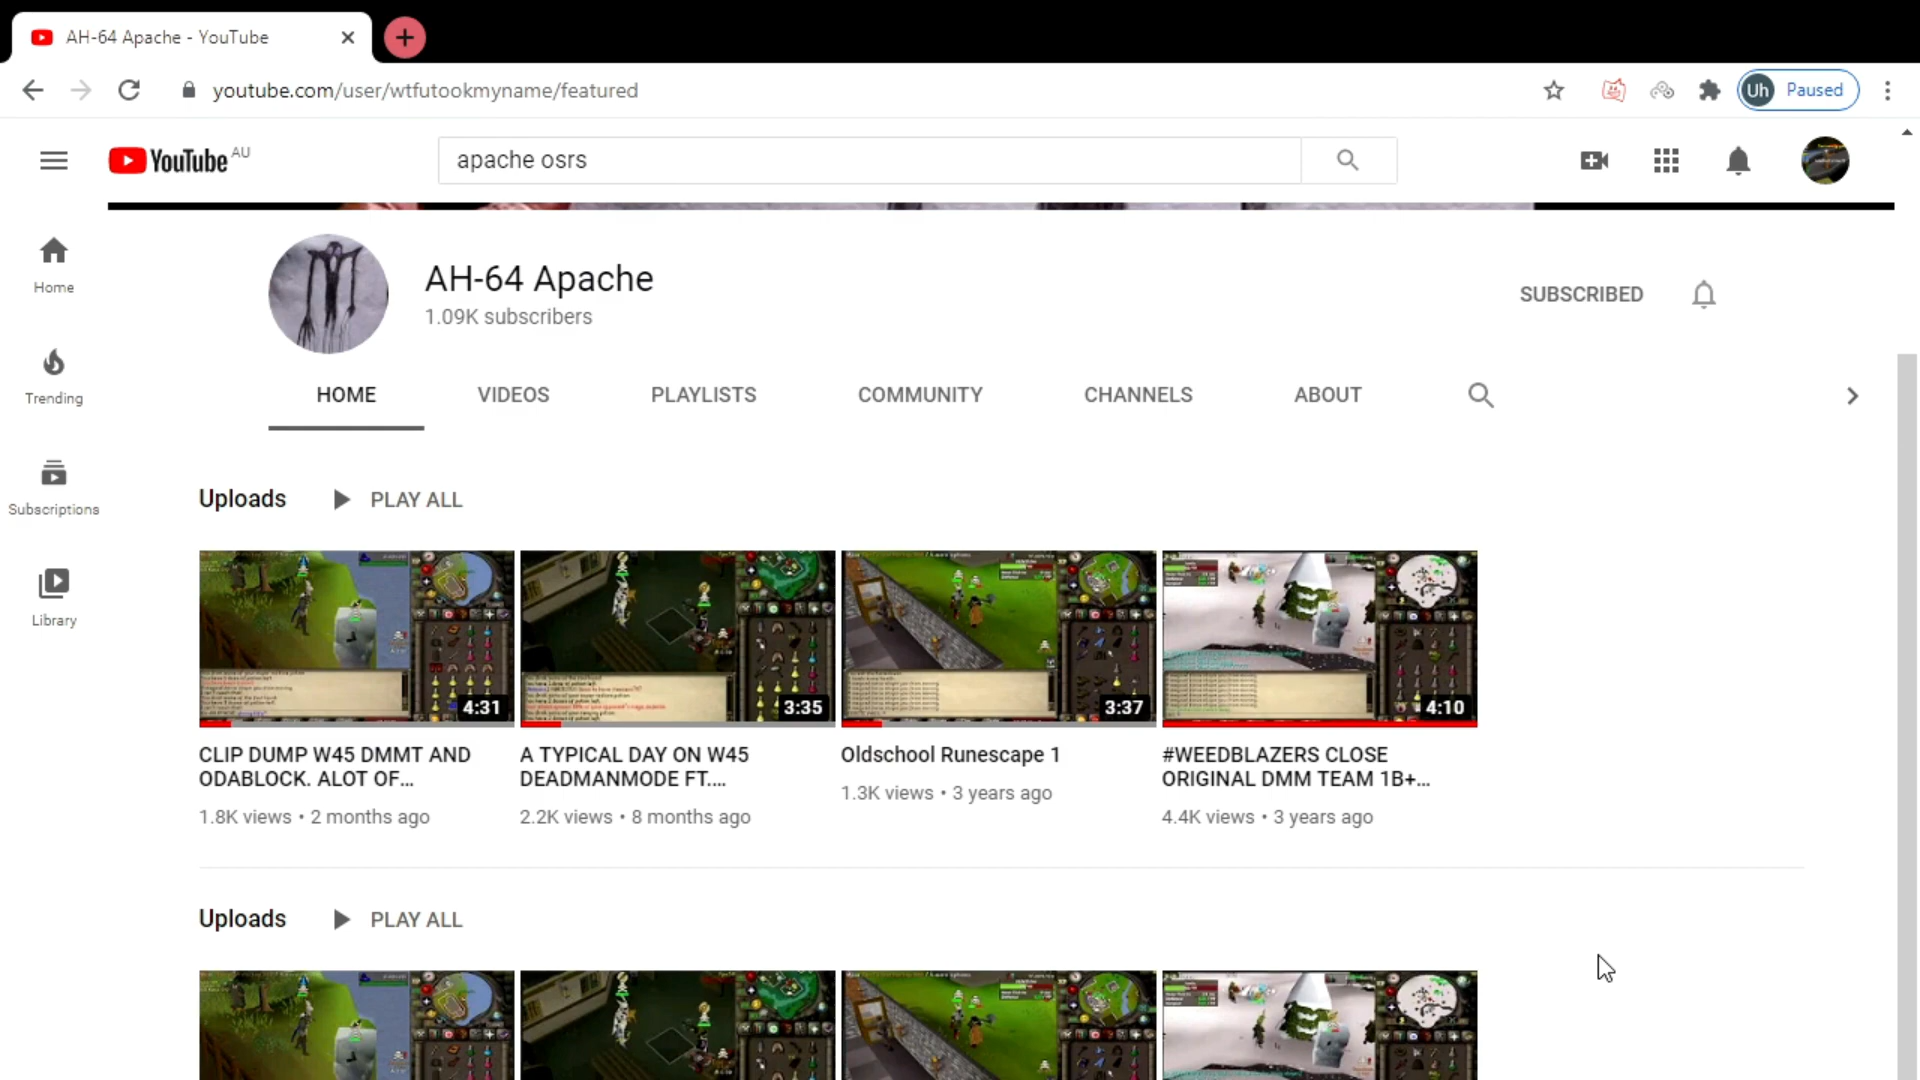 AH-64 Apache - YouTube
youtube.com/user/wtfutookmyname/featured
Uh Paused
YouTube AU
apache osrs
Home
Trending
Subscriptions
Library
AH-64 Apache
1.09K subscribers
SUBSCRIBED
HOME VIDEOS PLAYLISTS COMMUNITY CHANNELS ABOUT
Uploads PLAY ALL
4:31 3:35 3:37 4:10
CLIP DUMP W45 DMMT AND
ODABLOCK. ALOT OF...
1.8K views • 2 months ago
A TYPICAL DAY ON W45
DEADMANMODE FT....
2.2K views • 8 months ago
Oldschool Runescape 1
1.3K views • 3 years ago
#WEEDBLAZERS CLOSE
ORIGINAL DMM TEAM 1B+...
4.4K views • 3 years ago
Uploads PLAY ALL